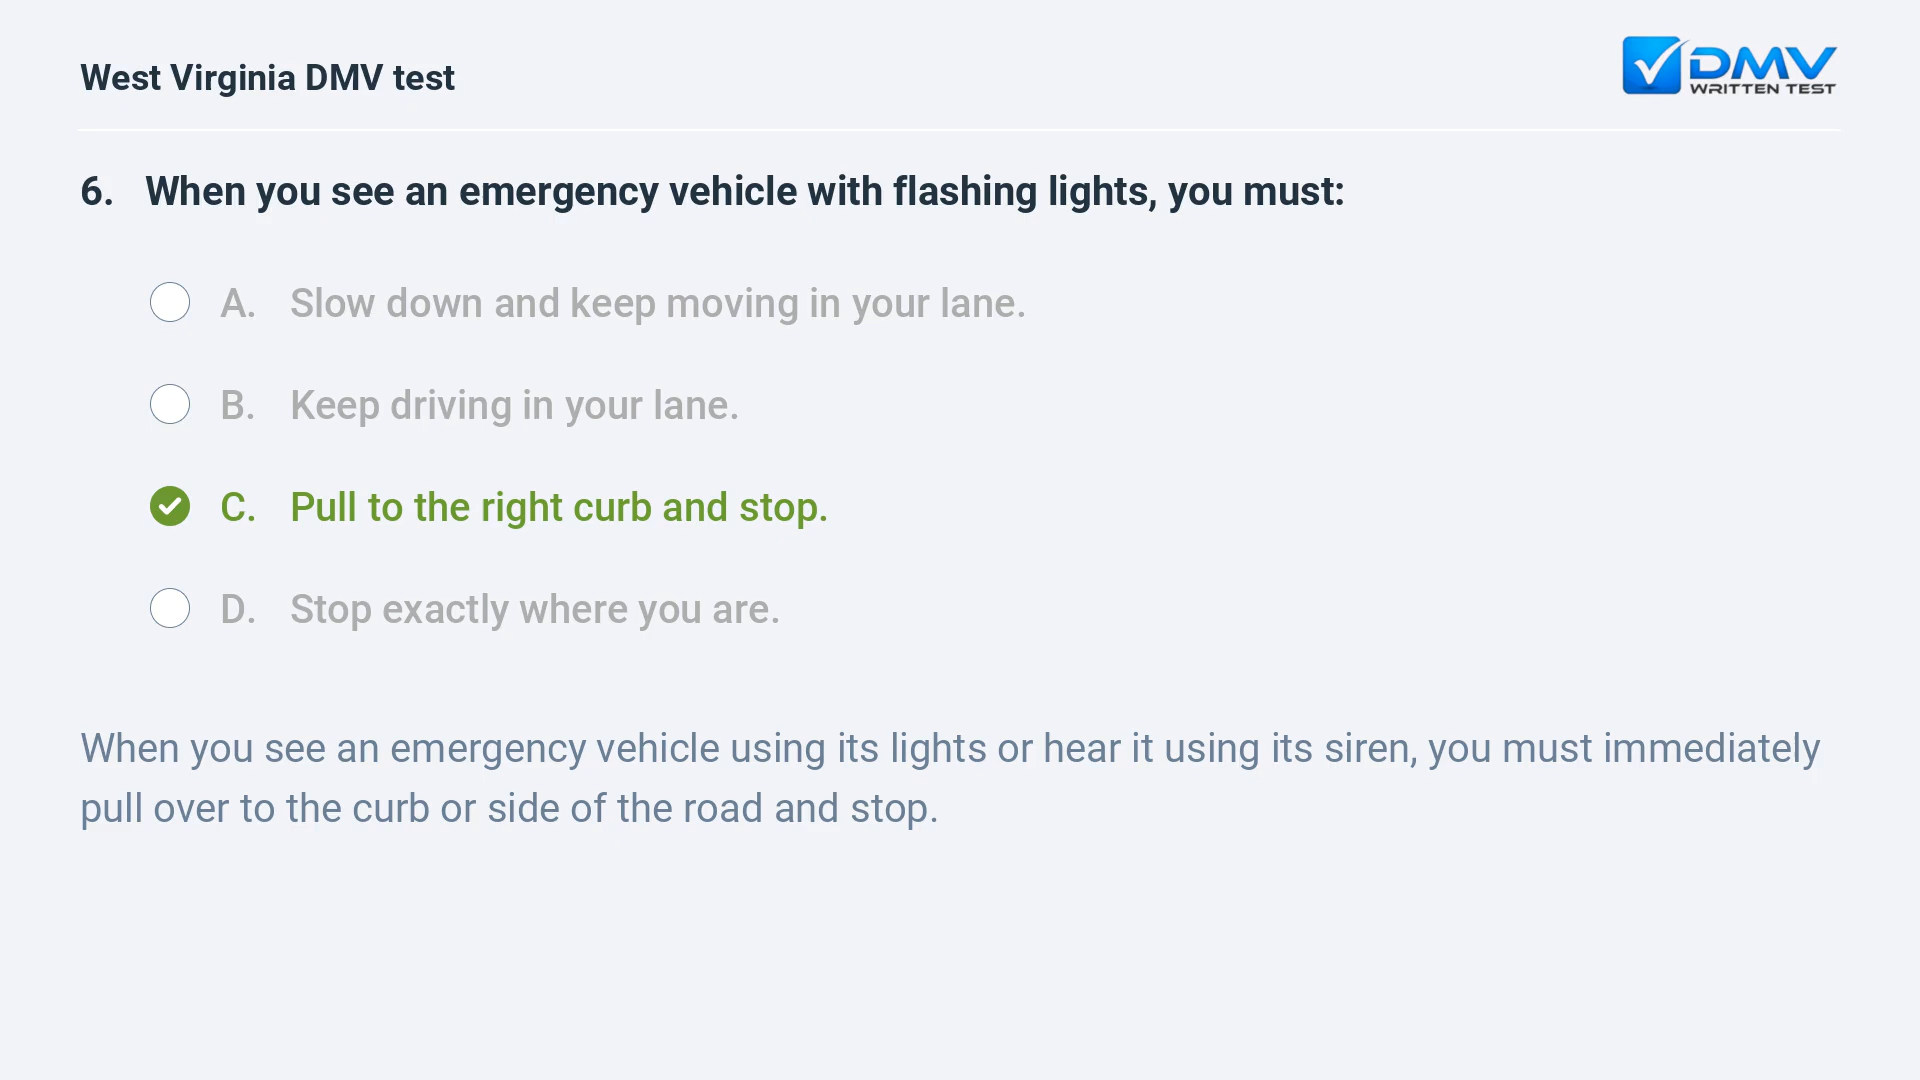 West Virginia DMV test
DMV
WRITTEN TEST
6. When you see an emergency vehicle with flashing lights, you must:
A. Slow down and keep moving in your lane.
B. Keep driving in your lane.
C. Pull to the right curb and stop.
D. Stop exactly where you are.
When you see an emergency vehicle using its lights or hear it using its siren, you must immediately
pull over to the curb or side of the road and stop.